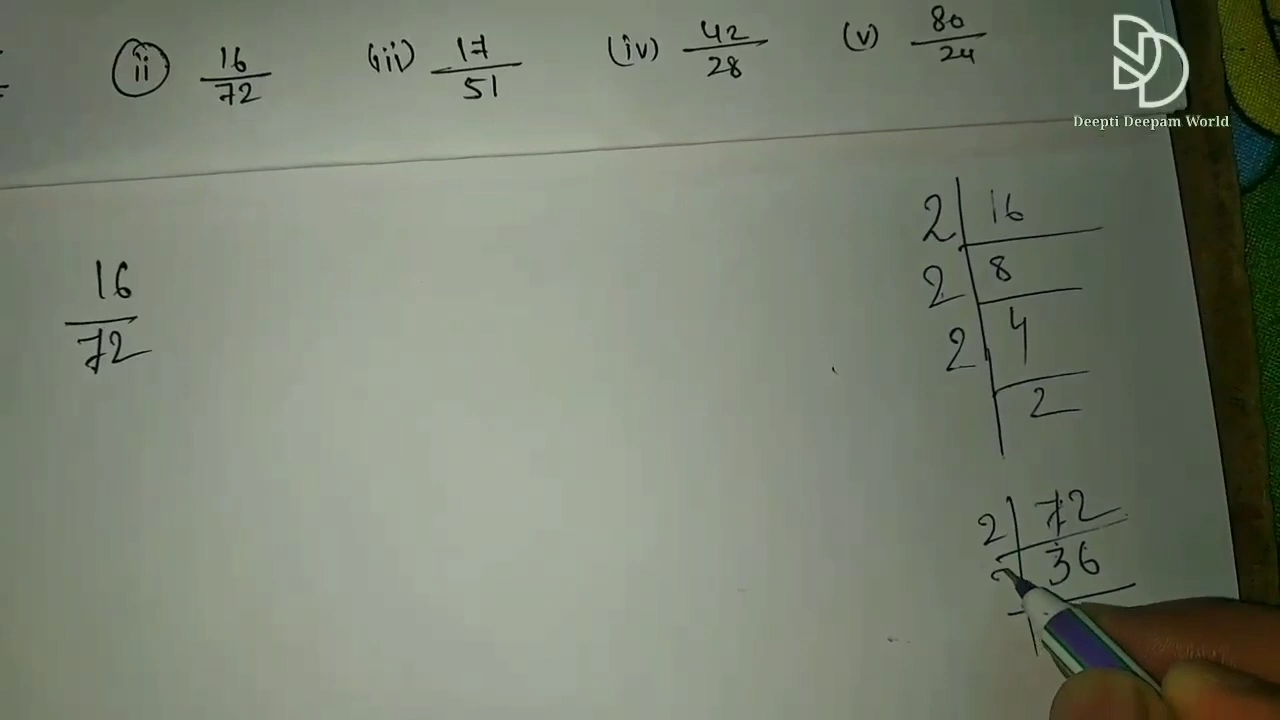 (ii) 16/72 (iii) 17/51 (iv) 42/28 (v) 80/24
Deepti Deepam World
16/72
2 | 16
2 | 8
2 | 4
2
2 | 72
2 | 36